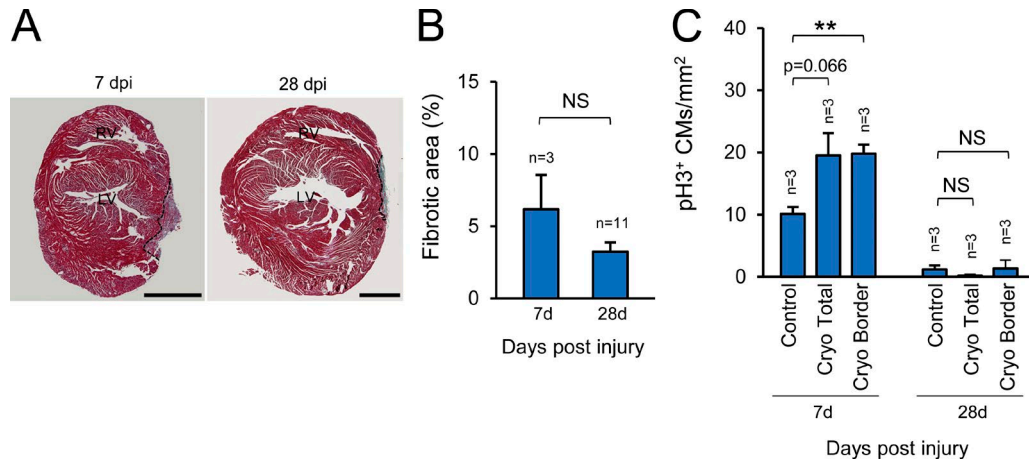 A
7 dpi
28 dpi
RV
LV
RV
LV
B
Fibrotic area (%)
15
10
5
0
NS
n=3
n=11
7d
28d
Days post injury
C
pH3⁺ CMs/mm²
40
30
20
10
0
**
p=0.066
n=3
n=3
n=3
NS
NS
n=3
n=3
n=3
Control
Cryo Total
Cryo Border
Control
Cryo Total
Cryo Border
7d
28d
Days post injury